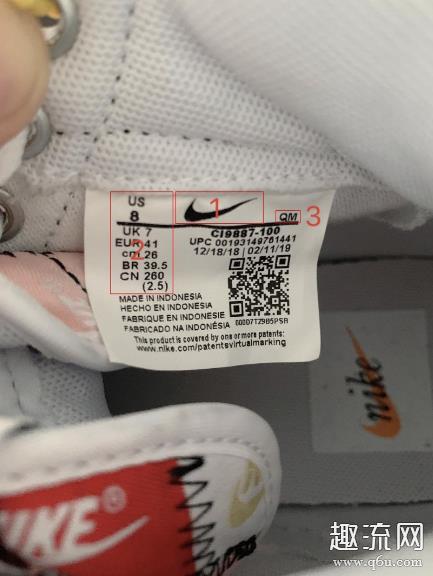 US
8
1
QM
3
UK 7
EUR 41
cm 26
2
BR 39.5
CN 260
(2.5)
CI9887-100
UPC 00193149761441
12/18/18 02/11/19
00007TZ985PSR
MADE IN INDONESIA
HECHO EN INDONESIA
FABRIQUE EN INDONESIE
FABRICADO NA INDONESIA
This product is covered by one or more
www.nike.com/patentsvirtualmarking
nike
NIKE
®
趣流网
www.q6u.com